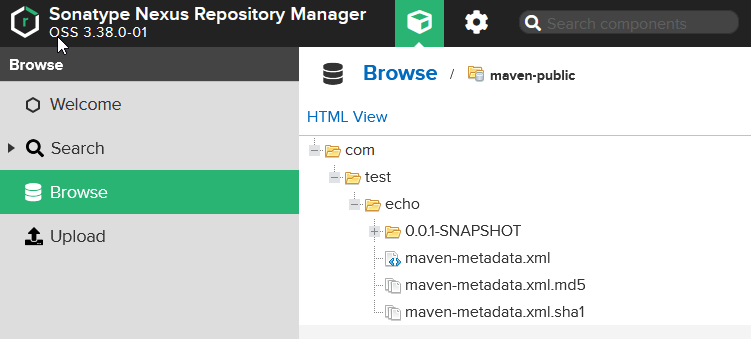 Sonatype Nexus Repository Manager
OSS 3.38.0-01
Search components
Browse
Welcome
Search
Browse
Upload
Browse / maven-public
HTML View
com
test
echo
0.0.1-SNAPSHOT
maven-metadata.xml
maven-metadata.xml.md5
maven-metadata.xml.sha1